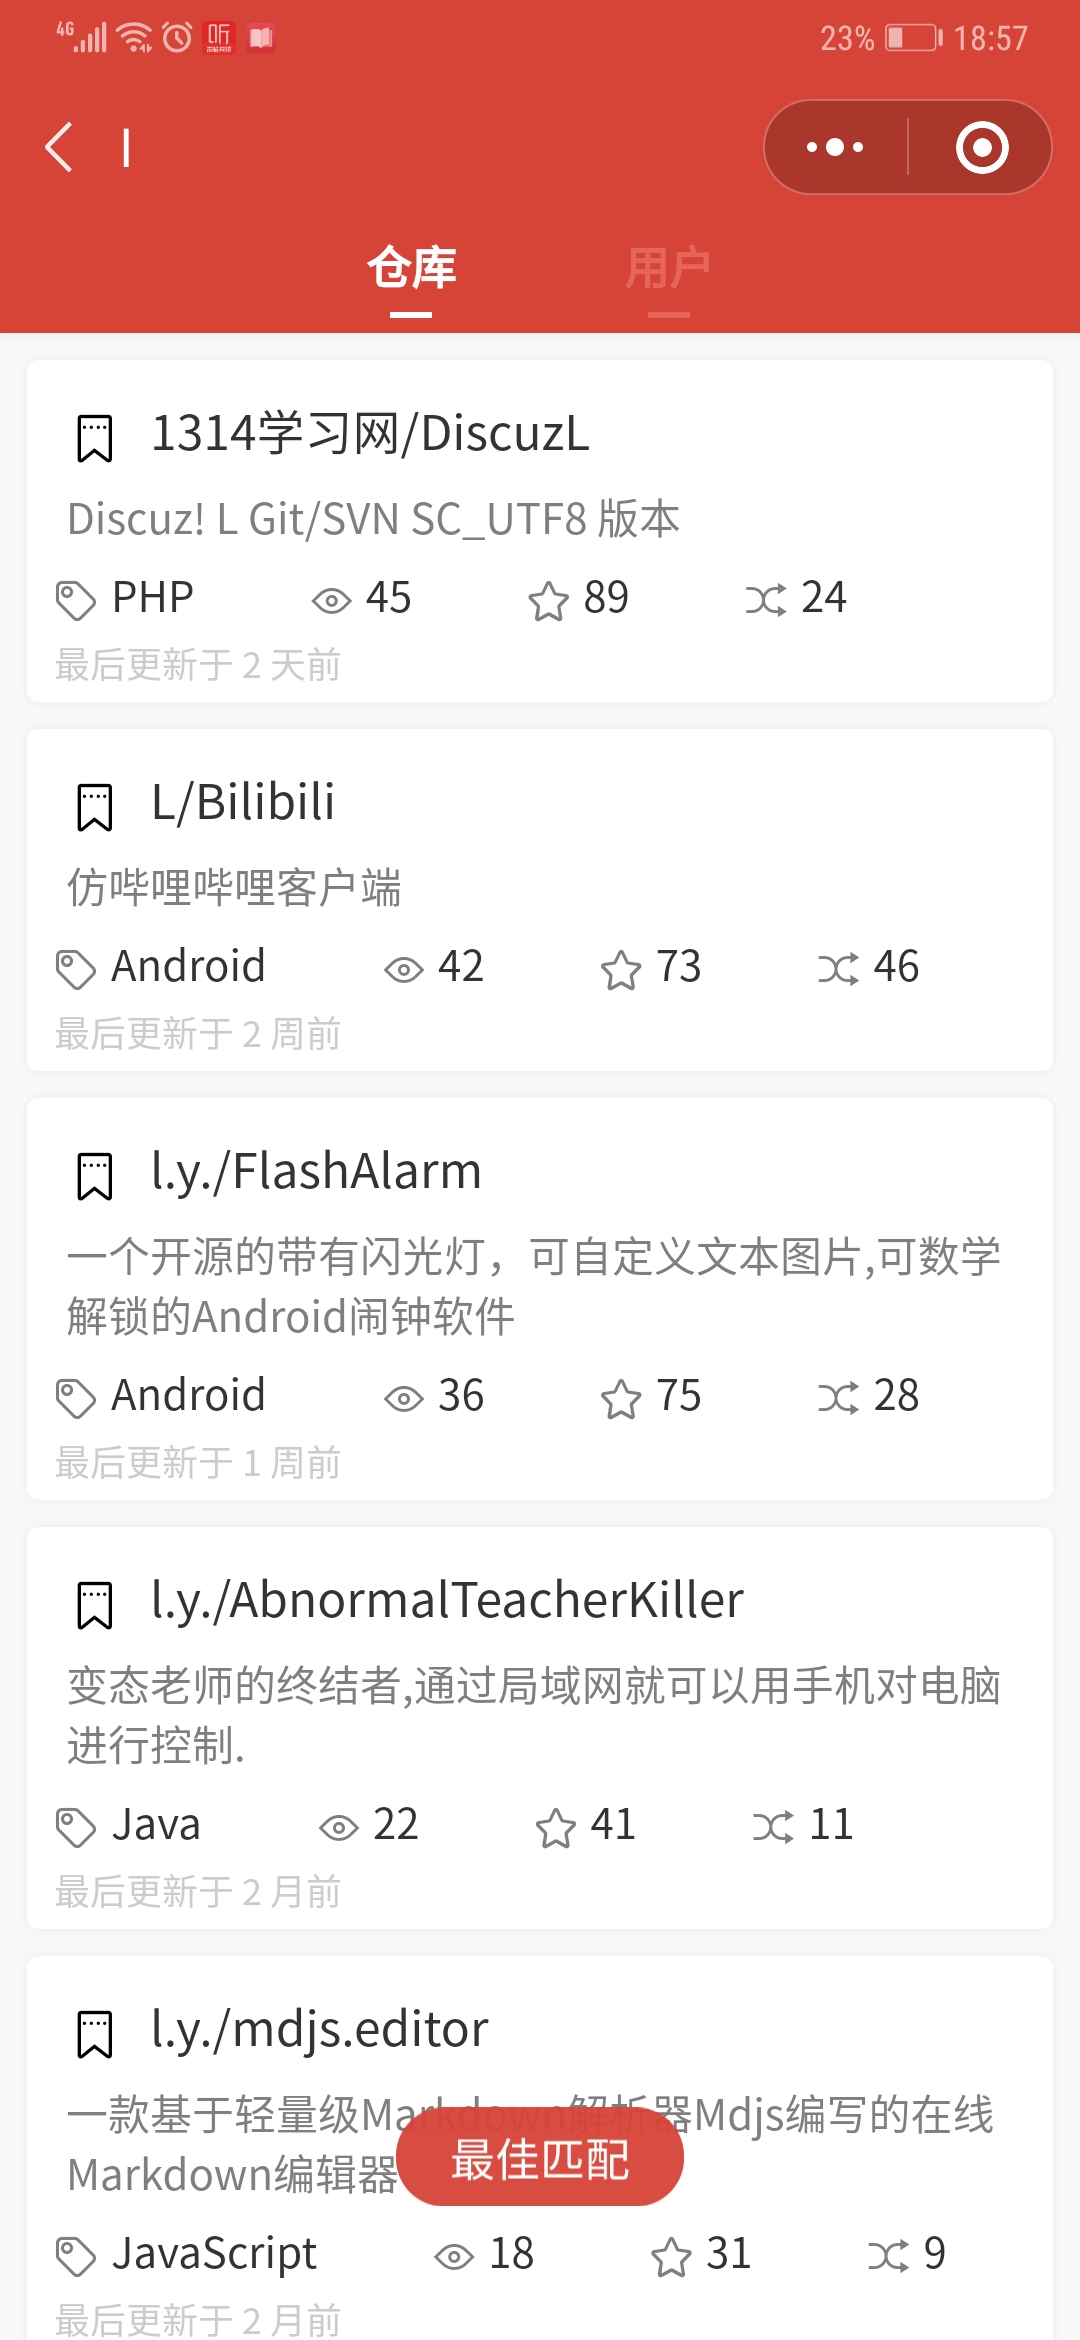 4G 听 23% 18:57
l
仓库 用户
1314学习网/DiscuzL
Discuz! L Git/SVN SC_UTF8 版本
PHP 45 89 24
最后更新于 2 天前
L/Bilibili
仿哔哩哔哩客户端
Android 42 73 46
最后更新于 2 周前
l.y./FlashAlarm
一个开源的带有闪光灯，可自定义文本图片,可数学
解锁的Android闹钟软件
Android 36 75 28
最后更新于 1 周前
l.y./AbnormalTeacherKiller
变态老师的终结者,通过局域网就可以用手机对电脑
进行控制.
Java 22 41 11
最后更新于 2 月前
l.y./mdjs.editor
一款基于轻量级Markdown解析器Mdjs编写的在线
Markdown编辑器
最佳匹配
JavaScript 18 31 9
最后更新于 2 月前